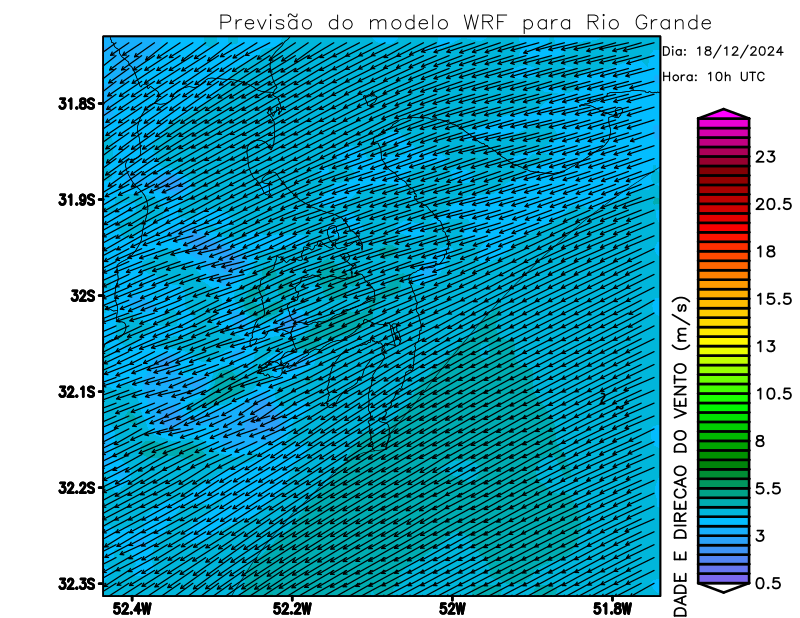 Previsão do modelo WRF para Rio Grande
Dia: 18/12/2024
Hora: 10h UTC
31.8S
31.9S
32S
32.1S
32.2S
32.3S
52.4W
52.2W
52W
51.8W
23
20.5
18
15.5
13
10.5
8
5.5
3
0.5
DADE E DIRECAO DO VENTO (m/s)